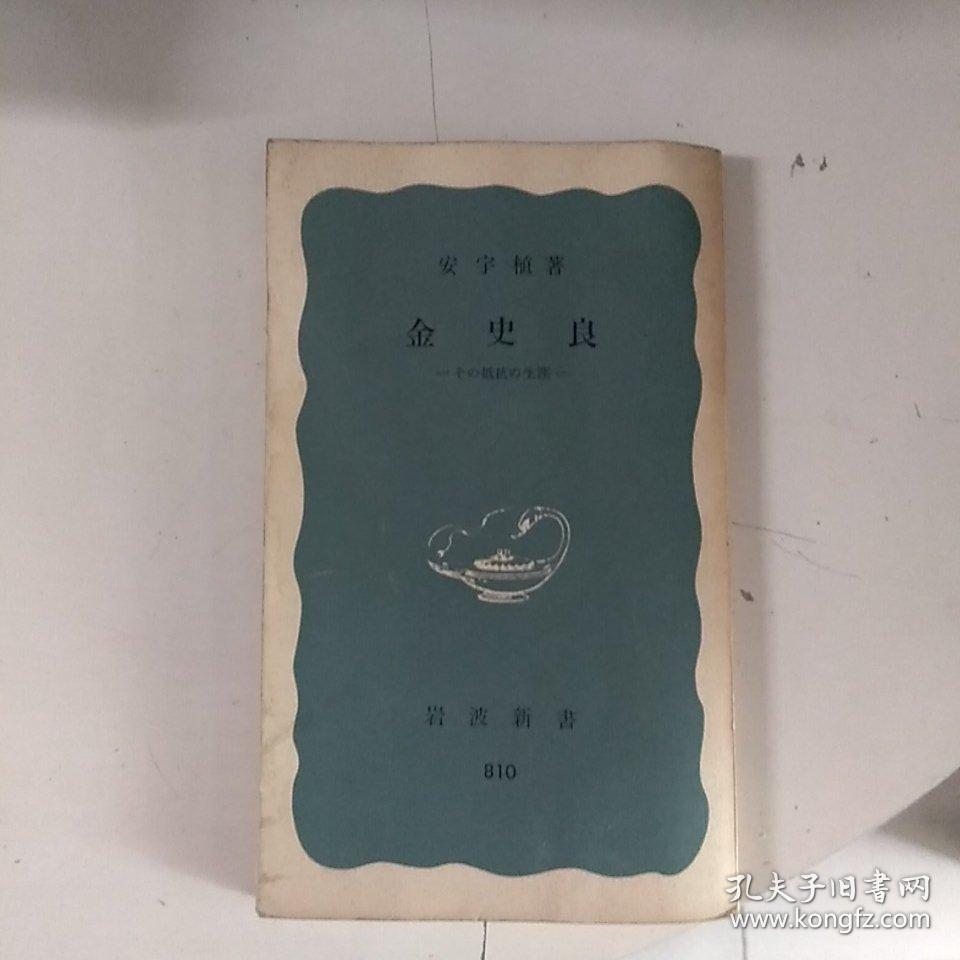 安宇植著
金史良
—その抵抗の生涯—
岩波新書
810
孔夫子旧書网
www.kongfz.com